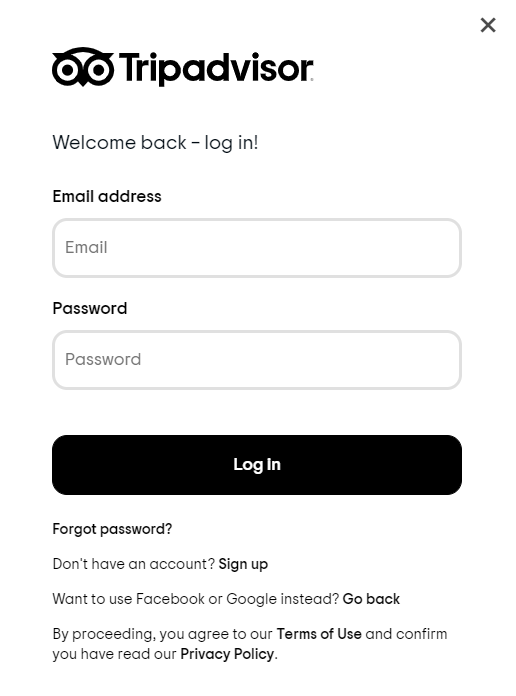 Tripadvisor
Welcome back – log in!
Email address
Email
Password
Password
Log In
Forgot password?
Don't have an account? Sign up
Want to use Facebook or Google instead? Go back
By proceeding, you agree to our Terms of Use and confirm
you have read our Privacy Policy.